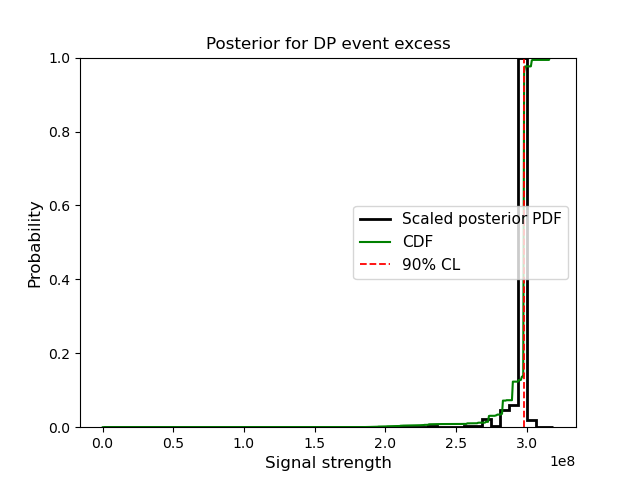 Posterior for DP event excess
1.0
0.8
0.6
0.4
0.2
0.0
Probability
Scaled posterior PDF
CDF
90% CL
0.0 0.5 1.0 1.5 2.0 2.5 3.0
1e8
Signal strength